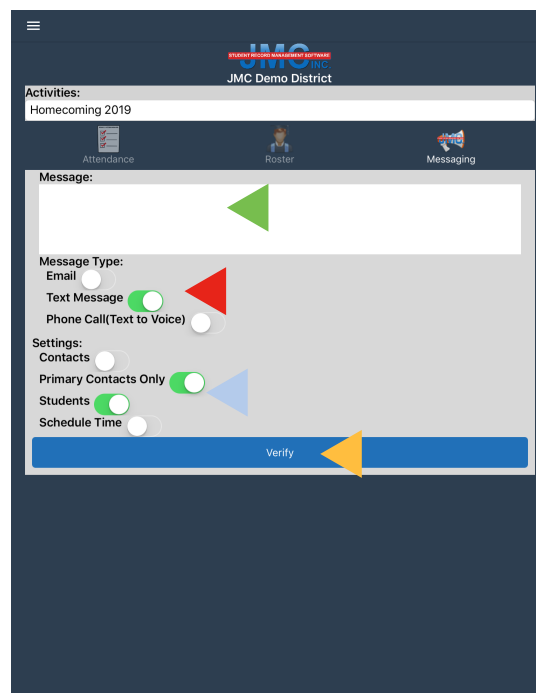 JMC
STUDENT RECORD MANAGEMENT SOFTWARE
INC
JMC Demo District
Activities:
Homecoming 2019
Attendance
Roster
Messaging
Message:
Message Type:
Email
Text Message
Phone Call(Text to Voice)
Settings:
Contacts
Primary Contacts Only
Students
Schedule Time
Verify